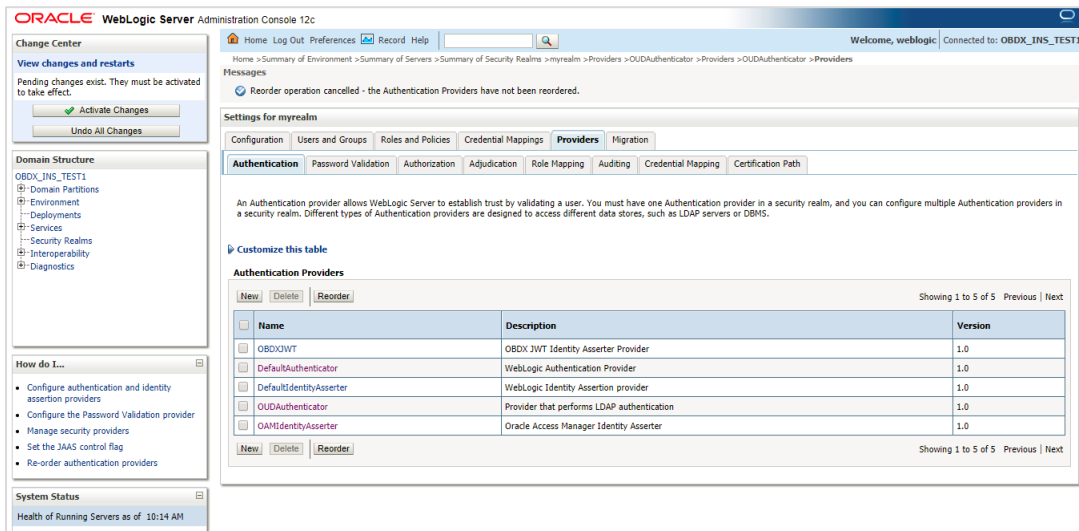 ORACLE WebLogic Server Administration Console 12c
Change Center
View changes and restarts
Pending changes exist. They must be activated
to take effect.
Activate Changes
Undo All Changes
Domain Structure
OBDX_INS_TEST1
Domain Partitions
Environment
Deployments
Services
Security Realms
Interoperability
Diagnostics
How do I...
Configure authentication and identity
assertion providers
Configure the Password Validation provider
Manage security providers
Set the JAAS control flag
Re-order authentication providers
System Status
Health of Running Servers as of 10:14 AM
Home Log Out Preferences Record Help
Welcome, weblogic Connected to: OBDX_INS_TEST1
Home >Summary of Environment >Summary of Servers >Summary of Security Realms >myrealm >Providers >OUDAuthenticator >Providers >OUDAuthenticator >Providers
Messages
Reorder operation cancelled - the Authentication Providers have not been reordered.
Settings for myrealm
Configuration Users and Groups Roles and Policies Credential Mappings Providers Migration
Authentication Password Validation Authorization Adjudication Role Mapping Auditing Credential Mapping Certification Path
An Authentication provider allows WebLogic Server to establish trust by validating a user. You must have one Authentication provider in a security realm, and you can configure multiple Authentication providers in
a security realm. Different types of Authentication providers are designed to access different data stores, such as LDAP servers or DBMS.
Customize this table
Authentication Providers
New Delete Reorder Showing 1 to 5 of 5 Previous | Next
Name Description Version
OBDXJWT OBDX JWT Identity Asserter Provider 1.0
DefaultAuthenticator WebLogic Authentication Provider 1.0
DefaultIdentityAsserter WebLogic Identity Assertion provider 1.0
OUDAuthenticator Provider that performs LDAP authentication 1.0
OAMIdentityAsserter Oracle Access Manager Identity Asserter 1.0
New Delete Reorder Showing 1 to 5 of 5 Previous | Next